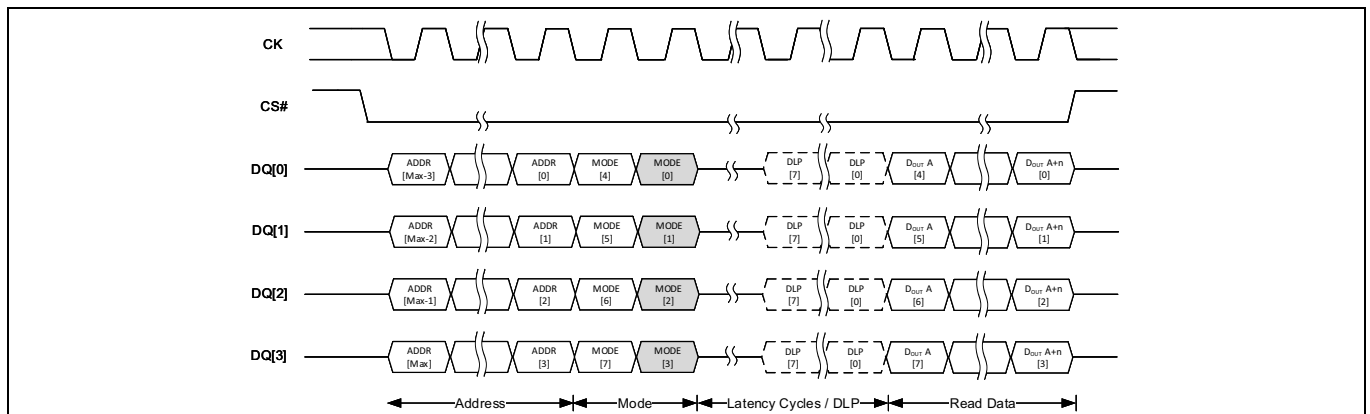 CK
CS#
DQ[0] ADDR [Max-3] ADDR [0] MODE [4] MODE [0] DLP [7] DLP [0] DOUT A [4] DOUT A+n [0]
DQ[1] ADDR [Max-2] ADDR [1] MODE [5] MODE [1] DLP [7] DLP [0] DOUT A [5] DOUT A+n [1]
DQ[2] ADDR [Max-1] ADDR [2] MODE [6] MODE [2] DLP [7] DLP [0] DOUT A [6] DOUT A+n [2]
DQ[3] ADDR [Max] ADDR [3] MODE [7] MODE [3] DLP [7] DLP [0] DOUT A [7] DOUT A+n [3]
Address Mode Latency Cycles / DLP Read Data